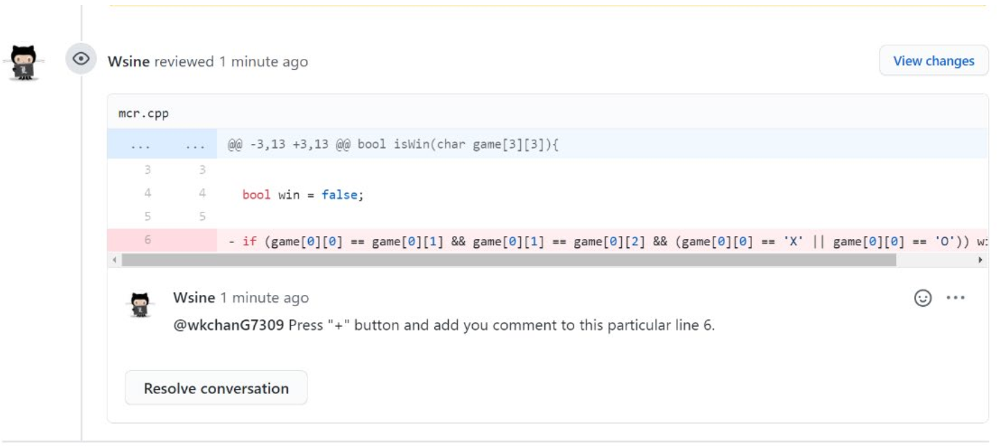 Wsine reviewed 1 minute ago
View changes
mcr.cpp
... ... @@ -3,13 +3,13 @@ bool isWin(char game[3][3]){
3 3
4 4 bool win = false;
5 5
6 - if (game[0][0] == game[0][1] && game[0][1] == game[0][2] && (game[0][0] == 'X' || game[0][0] == 'O')) w
Wsine 1 minute ago
@wkchanG7309 Press "+" button and add you comment to this particular line 6.
Resolve conversation